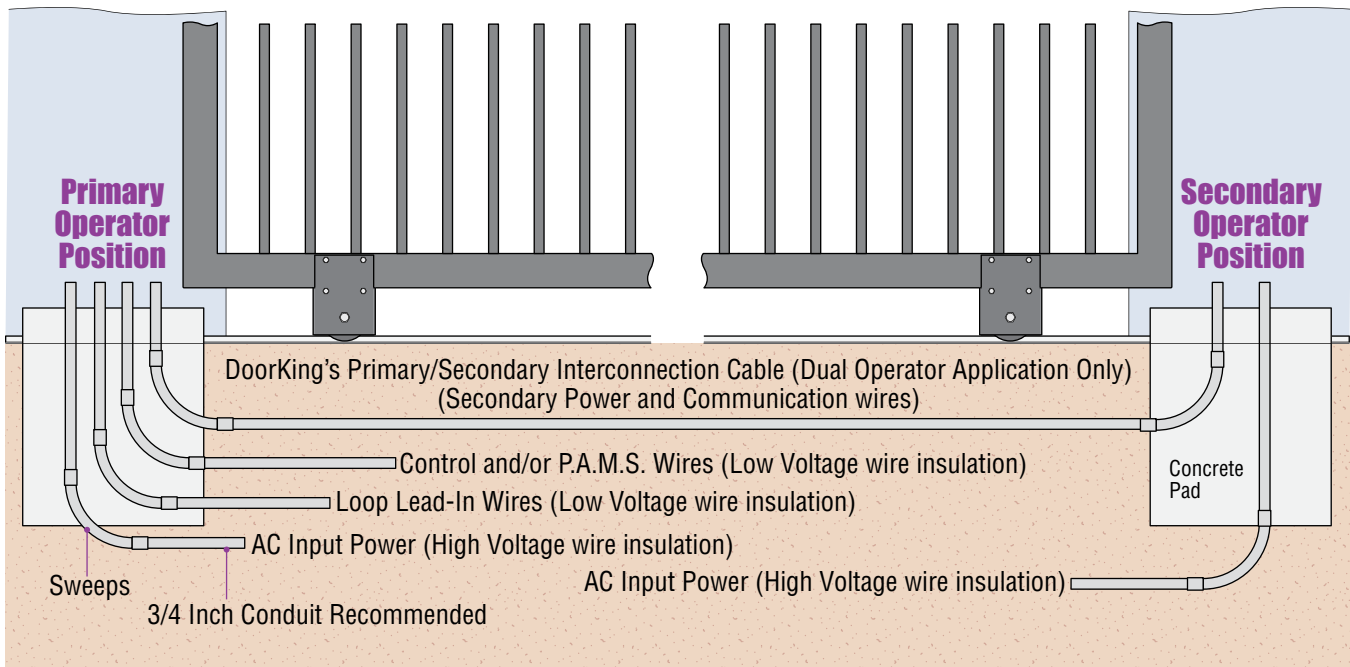 Primary
Operator
Position
Secondary
Operator
Position
DoorKing's Primary/Secondary Interconnection Cable (Dual Operator Application Only)
(Secondary Power and Communication wires)
Control and/or P.A.M.S. Wires (Low Voltage wire insulation)
Concrete
Pad
Loop Lead-In Wires (Low Voltage wire insulation)
AC Input Power (High Voltage wire insulation)
Sweeps
AC Input Power (High Voltage wire insulation)
3/4 Inch Conduit Recommended